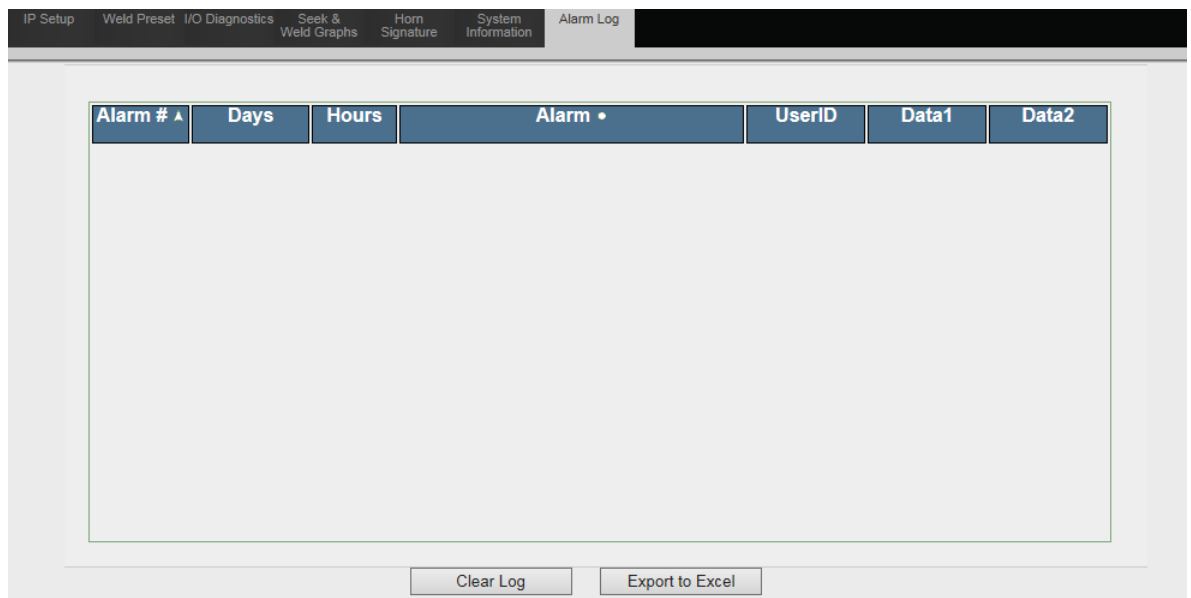 IP Setup
Weld Preset
I/O Diagnostics
Seek &
Weld Graphs
Horn
Signature
System
Information
Alarm Log
Alarm #
Days
Hours
Alarm •
UserID
Data1
Data2
Clear Log
Export to Excel